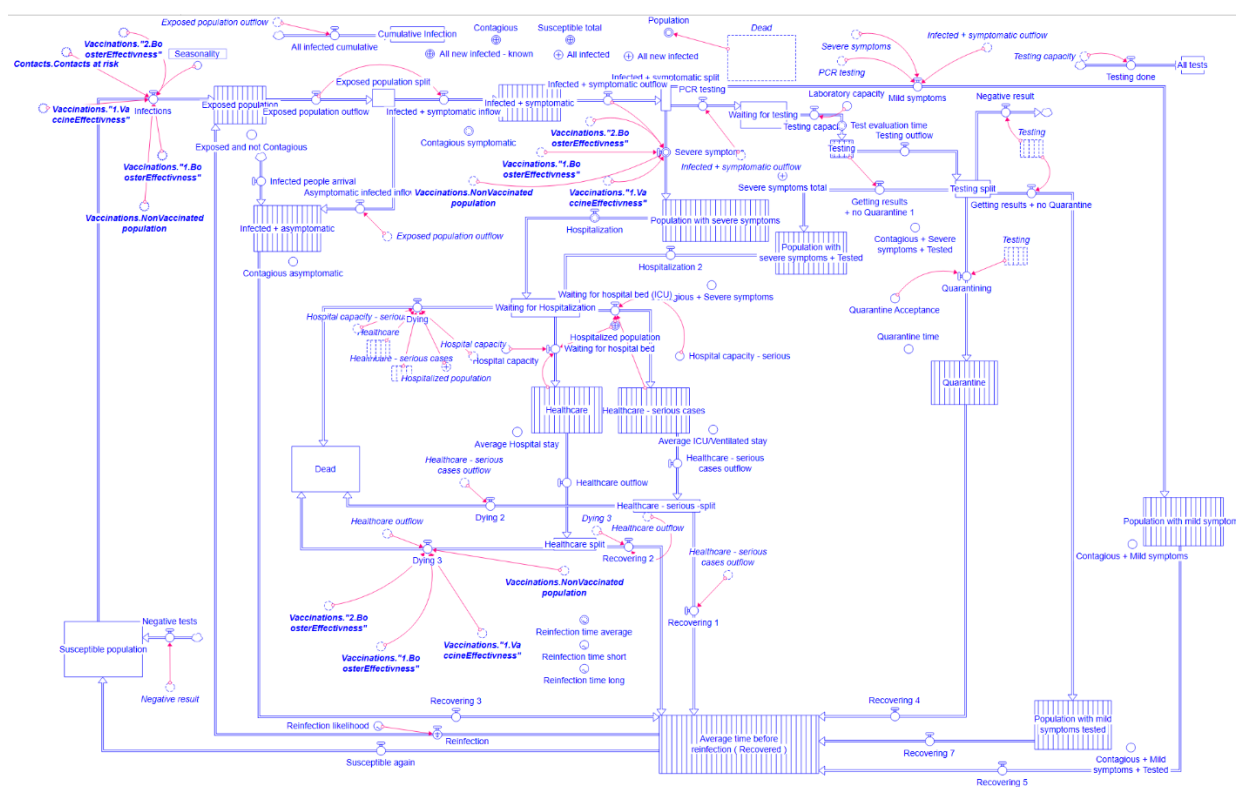 Exposed population outflow
All infected cumulative
Cumulative Infection
Contagious
All new infected - known
Susceptible total
All infected
All new infected
Population
Dead
Severe symptoms
PCR testing
Infected + symptomatic outflow
Mild symptoms
Testing capacity
Testing done
All tests
Vaccinations."2.Bo
osterEffectivness"
Contacts.Contacts at risk
Seasonality
Vaccinations."1.Va
ccineEffectivness"
Infections
Vaccinations."1.Bo
osterEffectivness"
Vaccinations.NonVaccinated
population
Exposed population
Exposed population outflow
Exposed population split
Exposed and not Contagious
Infected + symptomatic inflow
Infected + symptomatic
Infected + symptomatic outflow
Infected + symptomatic split
Contagious symptomatic
PCR testing
Waiting for testing
Laboratory capacity
Testing capacity
Test evaluation time
Testing outflow
Testing
Negative result
Testing
Testing split
Getting results
+ no Quarantine 1
Getting results + no Quarantine
Infected people arrival
Asymptomatic infected inflow
Infected + asymptomatic
Exposed population outflow
Contagious asymptomatic
Vaccinations."2.Bo
osterEffectivness"
Vaccinations."1.Bo
osterEffectivness"
Vaccinations.NonVaccinated
population
Vaccinations."1.Va
ccineEffectivness"
Severe symptoms
Infected + symptomatic outflow
Severe symptoms total
Population with severe symptoms
Hospitalization
Population with
severe symptoms + Tested
Hospitalization 2
Contagious + Severe
symptoms + Tested
Testing
Quarantining
Quarantine Acceptance
Quarantine time
Quarantine
Waiting for hospital bed (ICU)
+ Severe symptoms
Waiting for Hospitalization
Hospitalized population
Waiting for hospital bed
Hospital capacity - serious
Hospital capacity
Hospital capacity -
Dying
Healthcare
Healthcare - serious cases
Hospital capacity
Hospitalized population
Healthcare
Healthcare - serious cases
Average Hospital stay
Average ICU/Ventilated stay
Healthcare outflow
Healthcare - serious
cases outflow
Dead
Healthcare - serious
cases outflow
Dying 2
Healthcare - serious -split
Healthcare outflow
Dying 3
Dying 3
Healthcare outflow
Healthcare split
Recovering 2
Healthcare - serious
cases outflow
Recovering 1
Vaccinations.NonVaccinated
population
Vaccinations."2.Bo
osterEffectivness"
Vaccinations."1.Bo
osterEffectivness"
Vaccinations."1.Va
ccineEffectivness"
Reinfection time average
Reinfection time short
Reinfection time long
Population with mild symptom
Contagious + Mild symptoms
Negative tests
Susceptible population
Negative result
Recovering 3
Reinfection likelihood
Reinfection
Susceptible again
Average time before
reinfection ( Recovered )
Recovering 4
Population with mild
symptoms tested
Recovering 7
Contagious + Mild
symptoms + Tested
Recovering 5